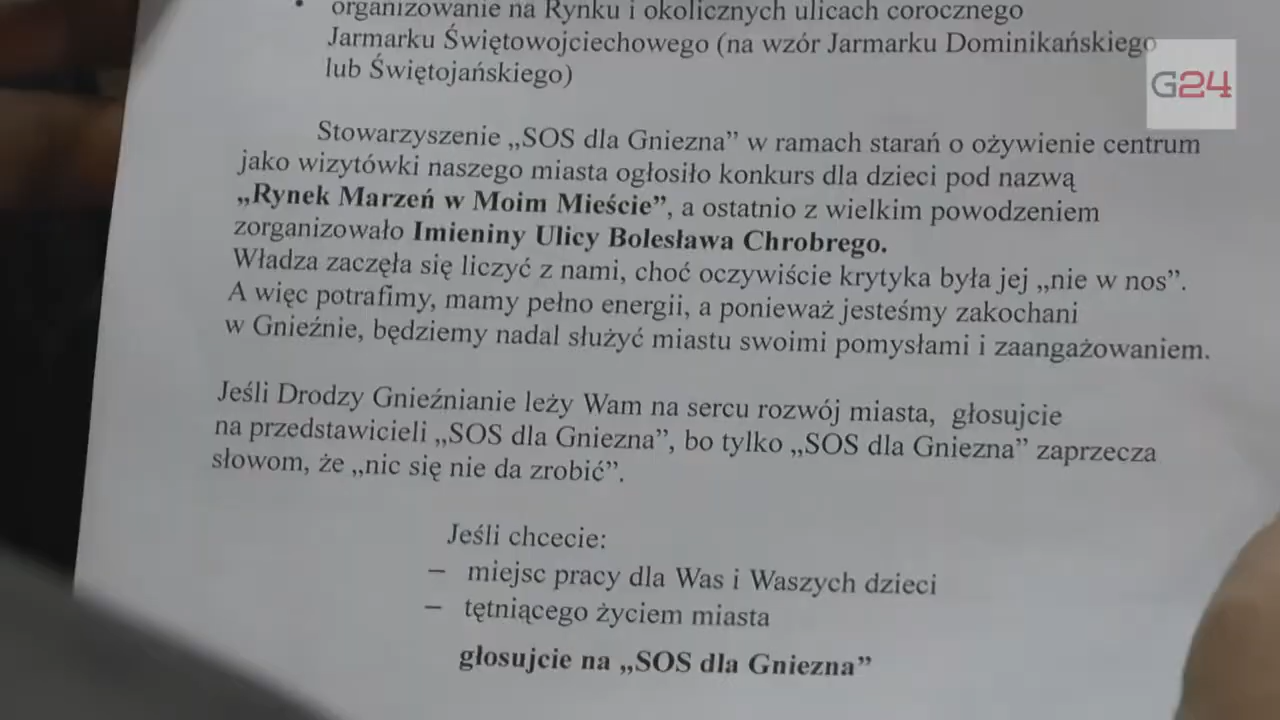 • organizowanie na Rynku i okolicznych ulicach corocznego
Jarmarku Świętowojciechowego (na wzór Jarmarku Dominikańskiego
lub Świętojańskiego)
G24
Stowarzyszenie „SOS dla Gniezna” w ramach starań o ożywienie centrum
jako wizytówki naszego miasta ogłosiło konkurs dla dzieci pod nazwą
„Rynek Marzeń w Moim Mieście”, a ostatnio z wielkim powodzeniem
zorganizowało Imieniny Ulicy Bolesława Chrobrego.
Władza zaczęła się liczyć z nami, choć oczywiście krytyka była jej „nie w nos”.
A więc potrafimy, mamy pełno energii, a ponieważ jesteśmy zakochani
w Gnieźnie, będziemy nadal służyć miastu swoimi pomysłami i zaangażowaniem.
Jeśli Drodzy Gnieźnianie leży Wam na sercu rozwój miasta, głosujcie
na przedstawicieli „SOS dla Gniezna”, bo tylko „SOS dla Gniezna” zaprzecza
słowom, że „nic się nie da zrobić”.
Jeśli chcecie:
– miejsc pracy dla Was i Waszych dzieci
– tętniącego życiem miasta
głosujcie na „SOS dla Gniezna”